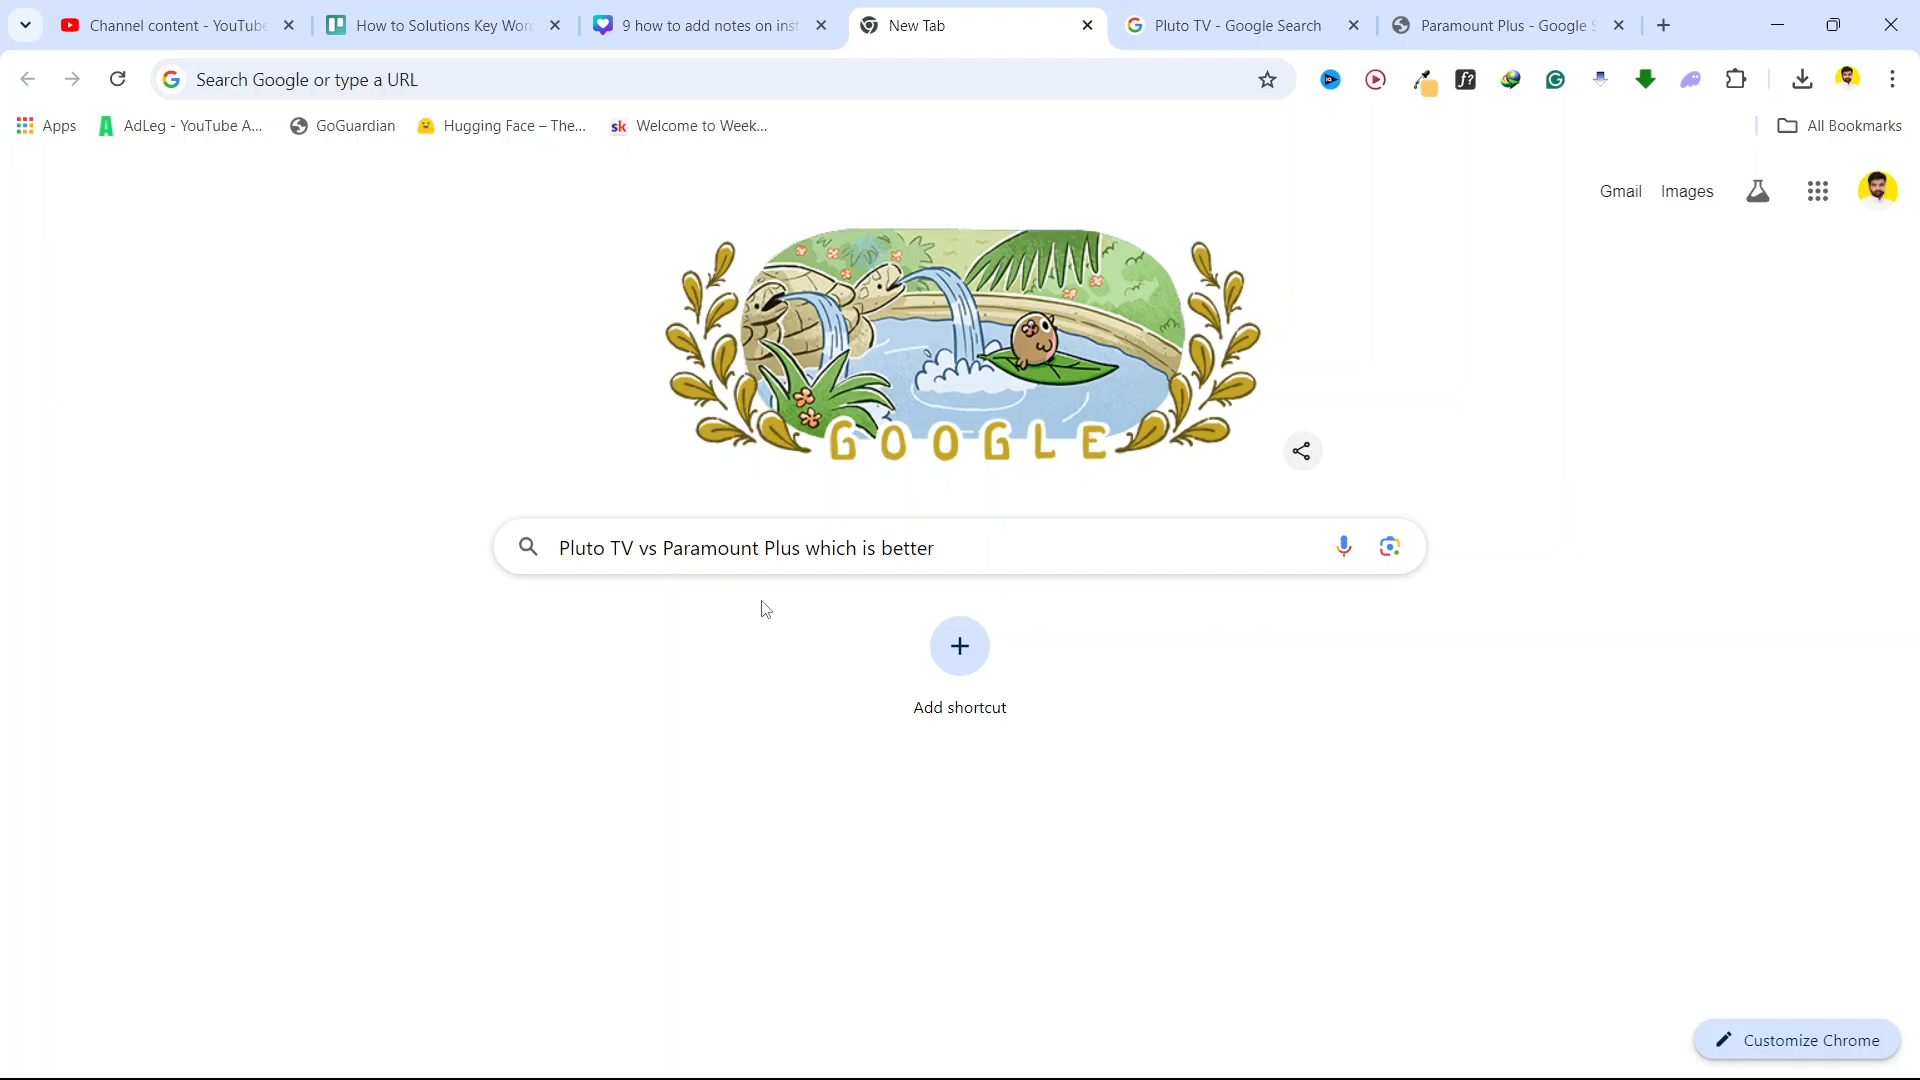 Channel content - YouTube
How to Solutions Key Wor
9 how to add notes on inst
New Tab
Pluto TV - Google Search
Paramount Plus - Google S
Search Google or type a URL
Apps
AdLeg - YouTube A...
GoGuardian
Hugging Face – The...
sk Welcome to Week...
All Bookmarks
Gmail
Images
GOOGLE
Pluto TV vs Paramount Plus which is better
Add shortcut
Customize Chrome